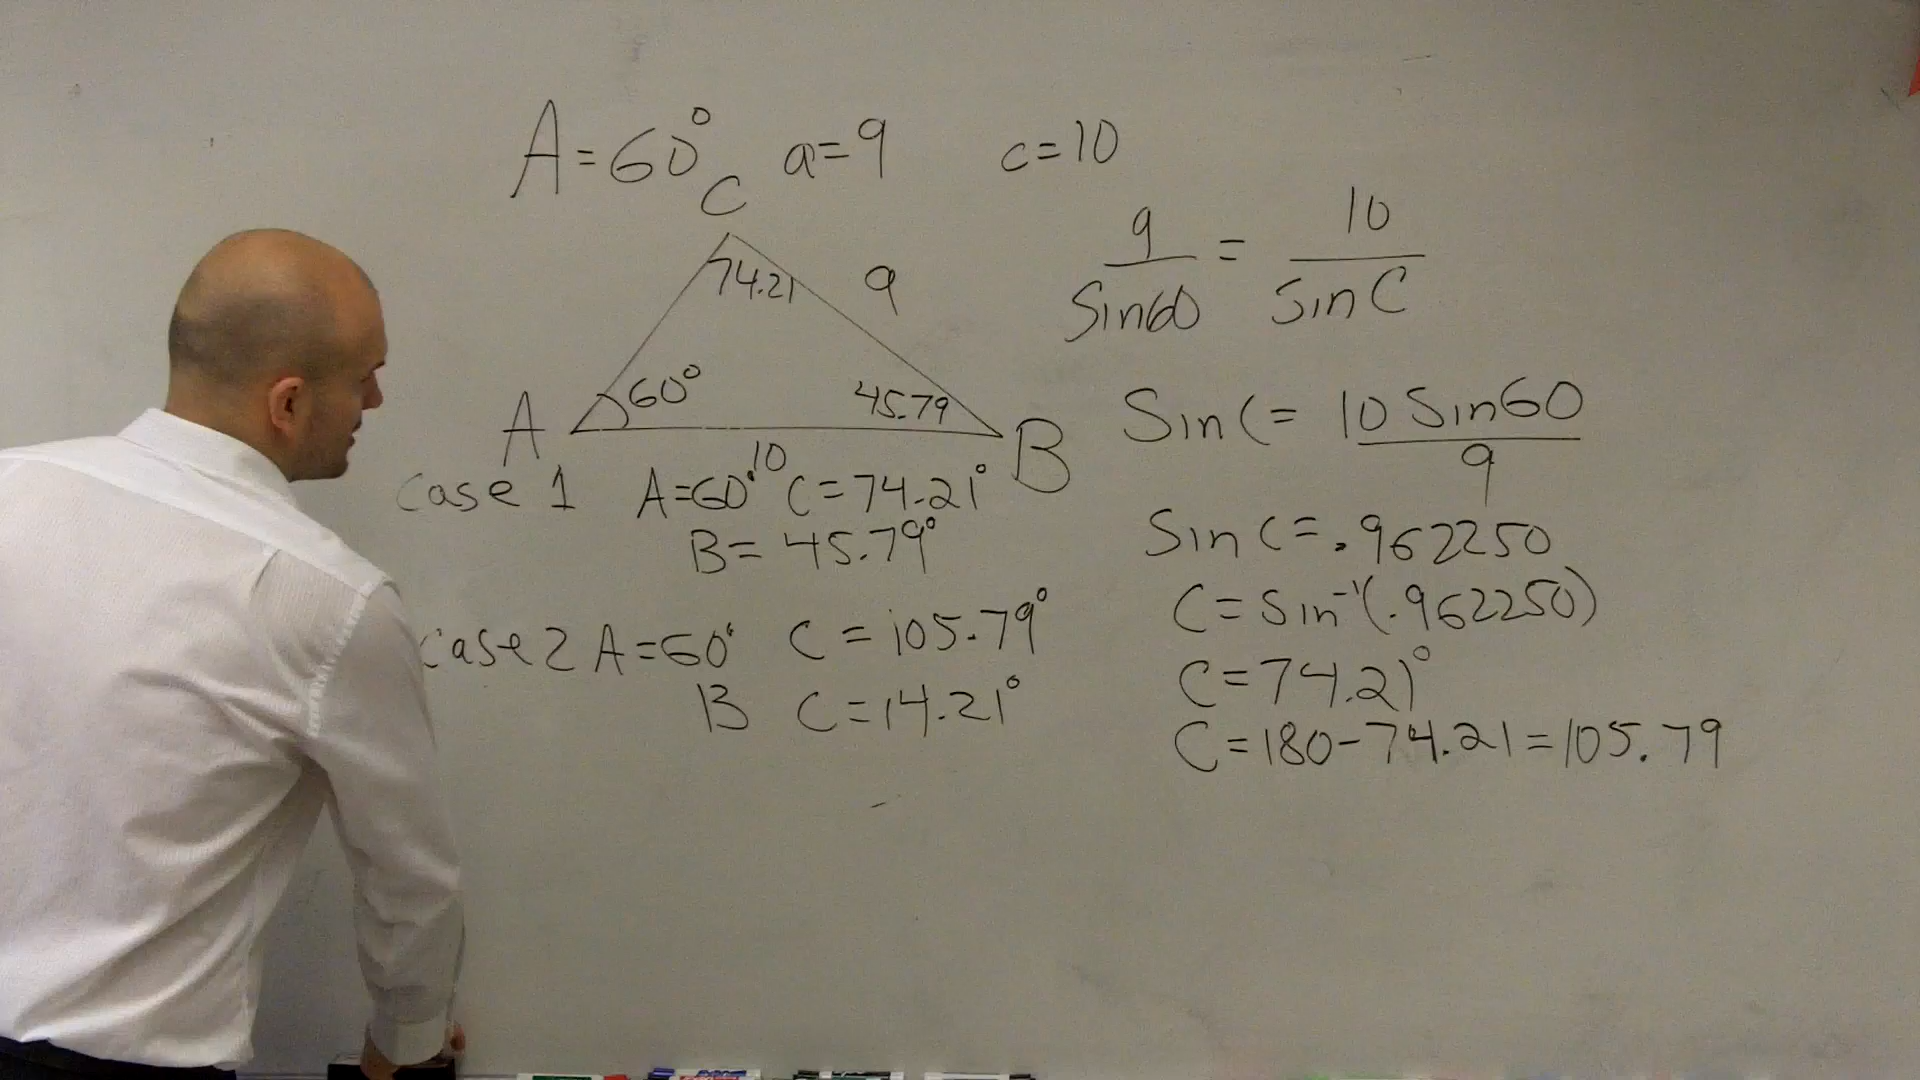 A=60° a=9 c=10
C
74.21 9
A 60° 45.79 B
10
9/Sin60 = 10/Sin C
Sin C = 10 Sin60/9
Sin C = .962250
C = Sin⁻¹(.962250)
C = 74.21°
C = 180-74.21 = 105.79
Case 1 A=60° C=74.21°
B= 45.79°
Case 2 A=60° C=105.79°
B C=14.21°